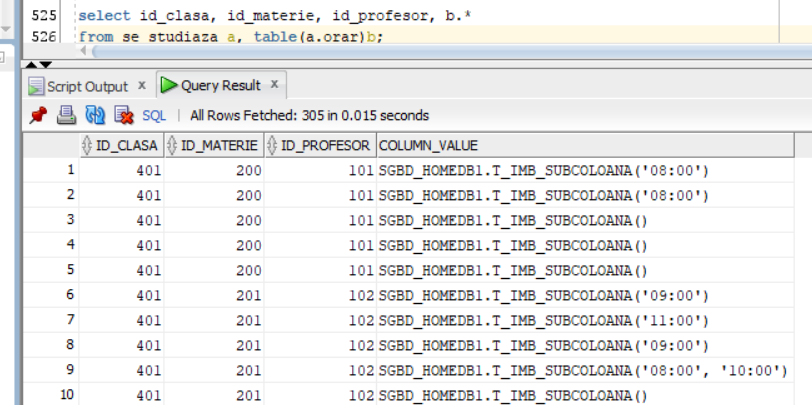 525 select id_clasa, id_materie, id_profesor, b.*
526 from se_studiaza a, table(a.orar)b;
Script Output x Query Result x
SQL | All Rows Fetched: 305 in 0.015 seconds
ID_CLASA ID_MATERIE ID_PROFESOR COLUMN_VALUE
1 401 200 101 SGBD_HOMEDB1.T_IMB_SUBCOLOANA('08:00')
2 401 200 101 SGBD_HOMEDB1.T_IMB_SUBCOLOANA('08:00')
3 401 200 101 SGBD_HOMEDB1.T_IMB_SUBCOLOANA()
4 401 200 101 SGBD_HOMEDB1.T_IMB_SUBCOLOANA()
5 401 200 101 SGBD_HOMEDB1.T_IMB_SUBCOLOANA()
6 401 201 102 SGBD_HOMEDB1.T_IMB_SUBCOLOANA('09:00')
7 401 201 102 SGBD_HOMEDB1.T_IMB_SUBCOLOANA('11:00')
8 401 201 102 SGBD_HOMEDB1.T_IMB_SUBCOLOANA('09:00')
9 401 201 102 SGBD_HOMEDB1.T_IMB_SUBCOLOANA('08:00', '10:00')
10 401 201 102 SGBD_HOMEDB1.T_IMB_SUBCOLOANA()